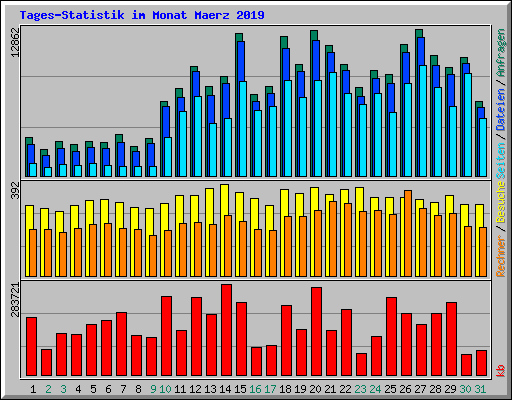 Tages-Statistik im Monat Maerz 2019
12862
392
283721
Rechner / Besuche Seiten / Dateien / Anfragen
kb
1 2 3 4 5 6 7 8 9 10 11 12 13 14 15 16 17 18 19 20 21 22 23 24 25 26 27 28 29 30 31